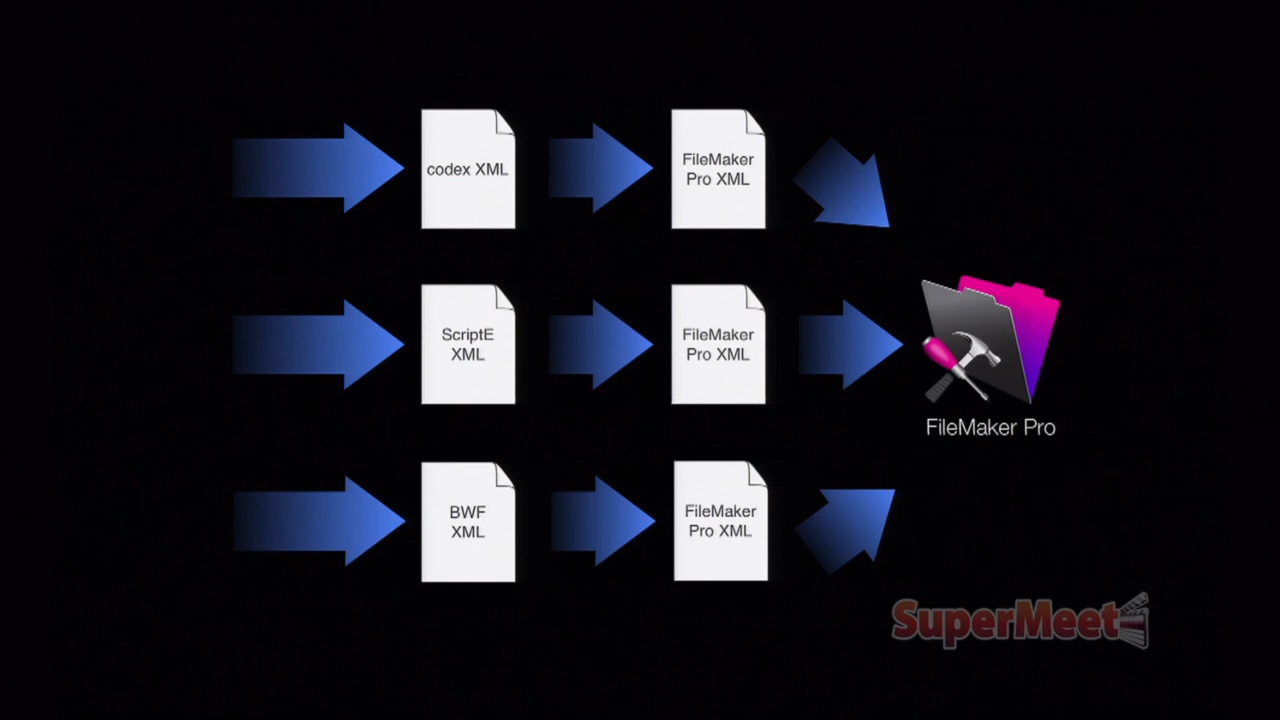 codex XML
FileMaker
Pro XML
ScriptE
XML
FileMaker
Pro XML
FileMaker Pro
BWF
XML
FileMaker
Pro XML
SuperMeet